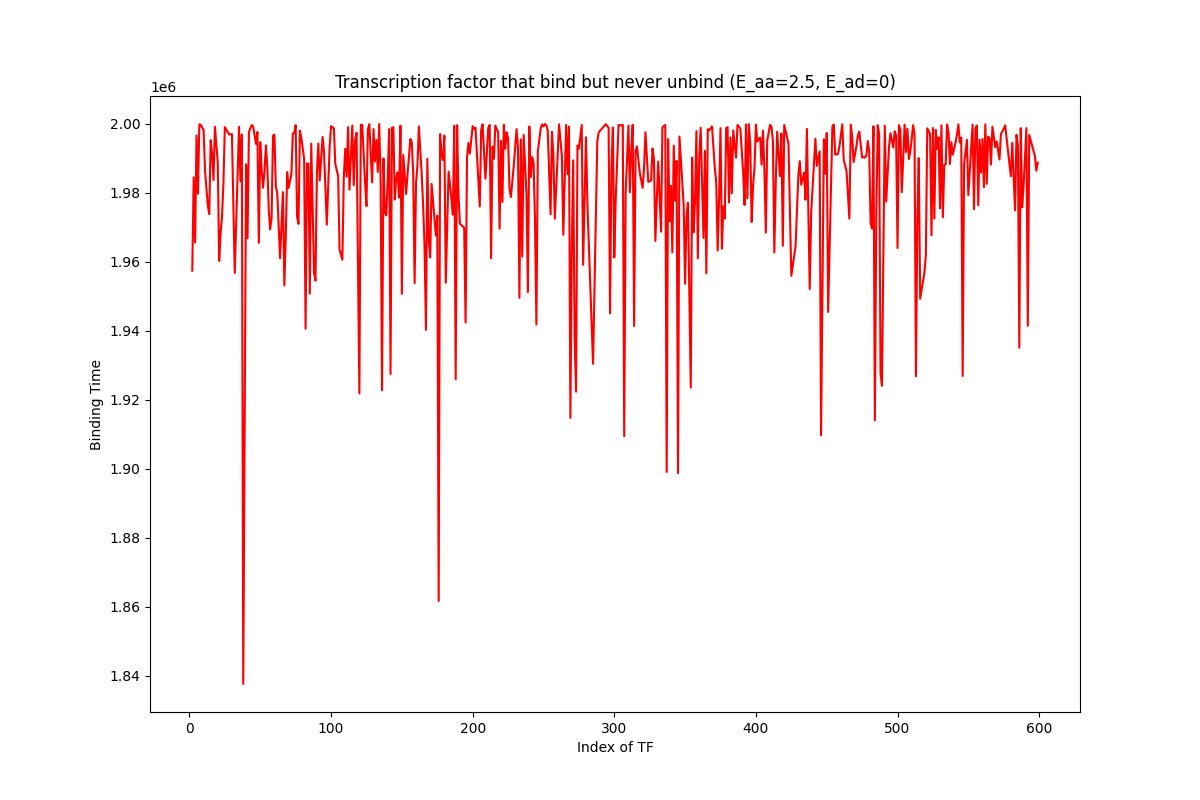 Transcription factor that bind but never unbind (E_aa=2.5, E_ad=0)
1e6
2.00
1.98
1.96
1.94
1.92
1.90
1.88
1.86
1.84
Binding Time
0 100 200 300 400 500 600
Index of TF